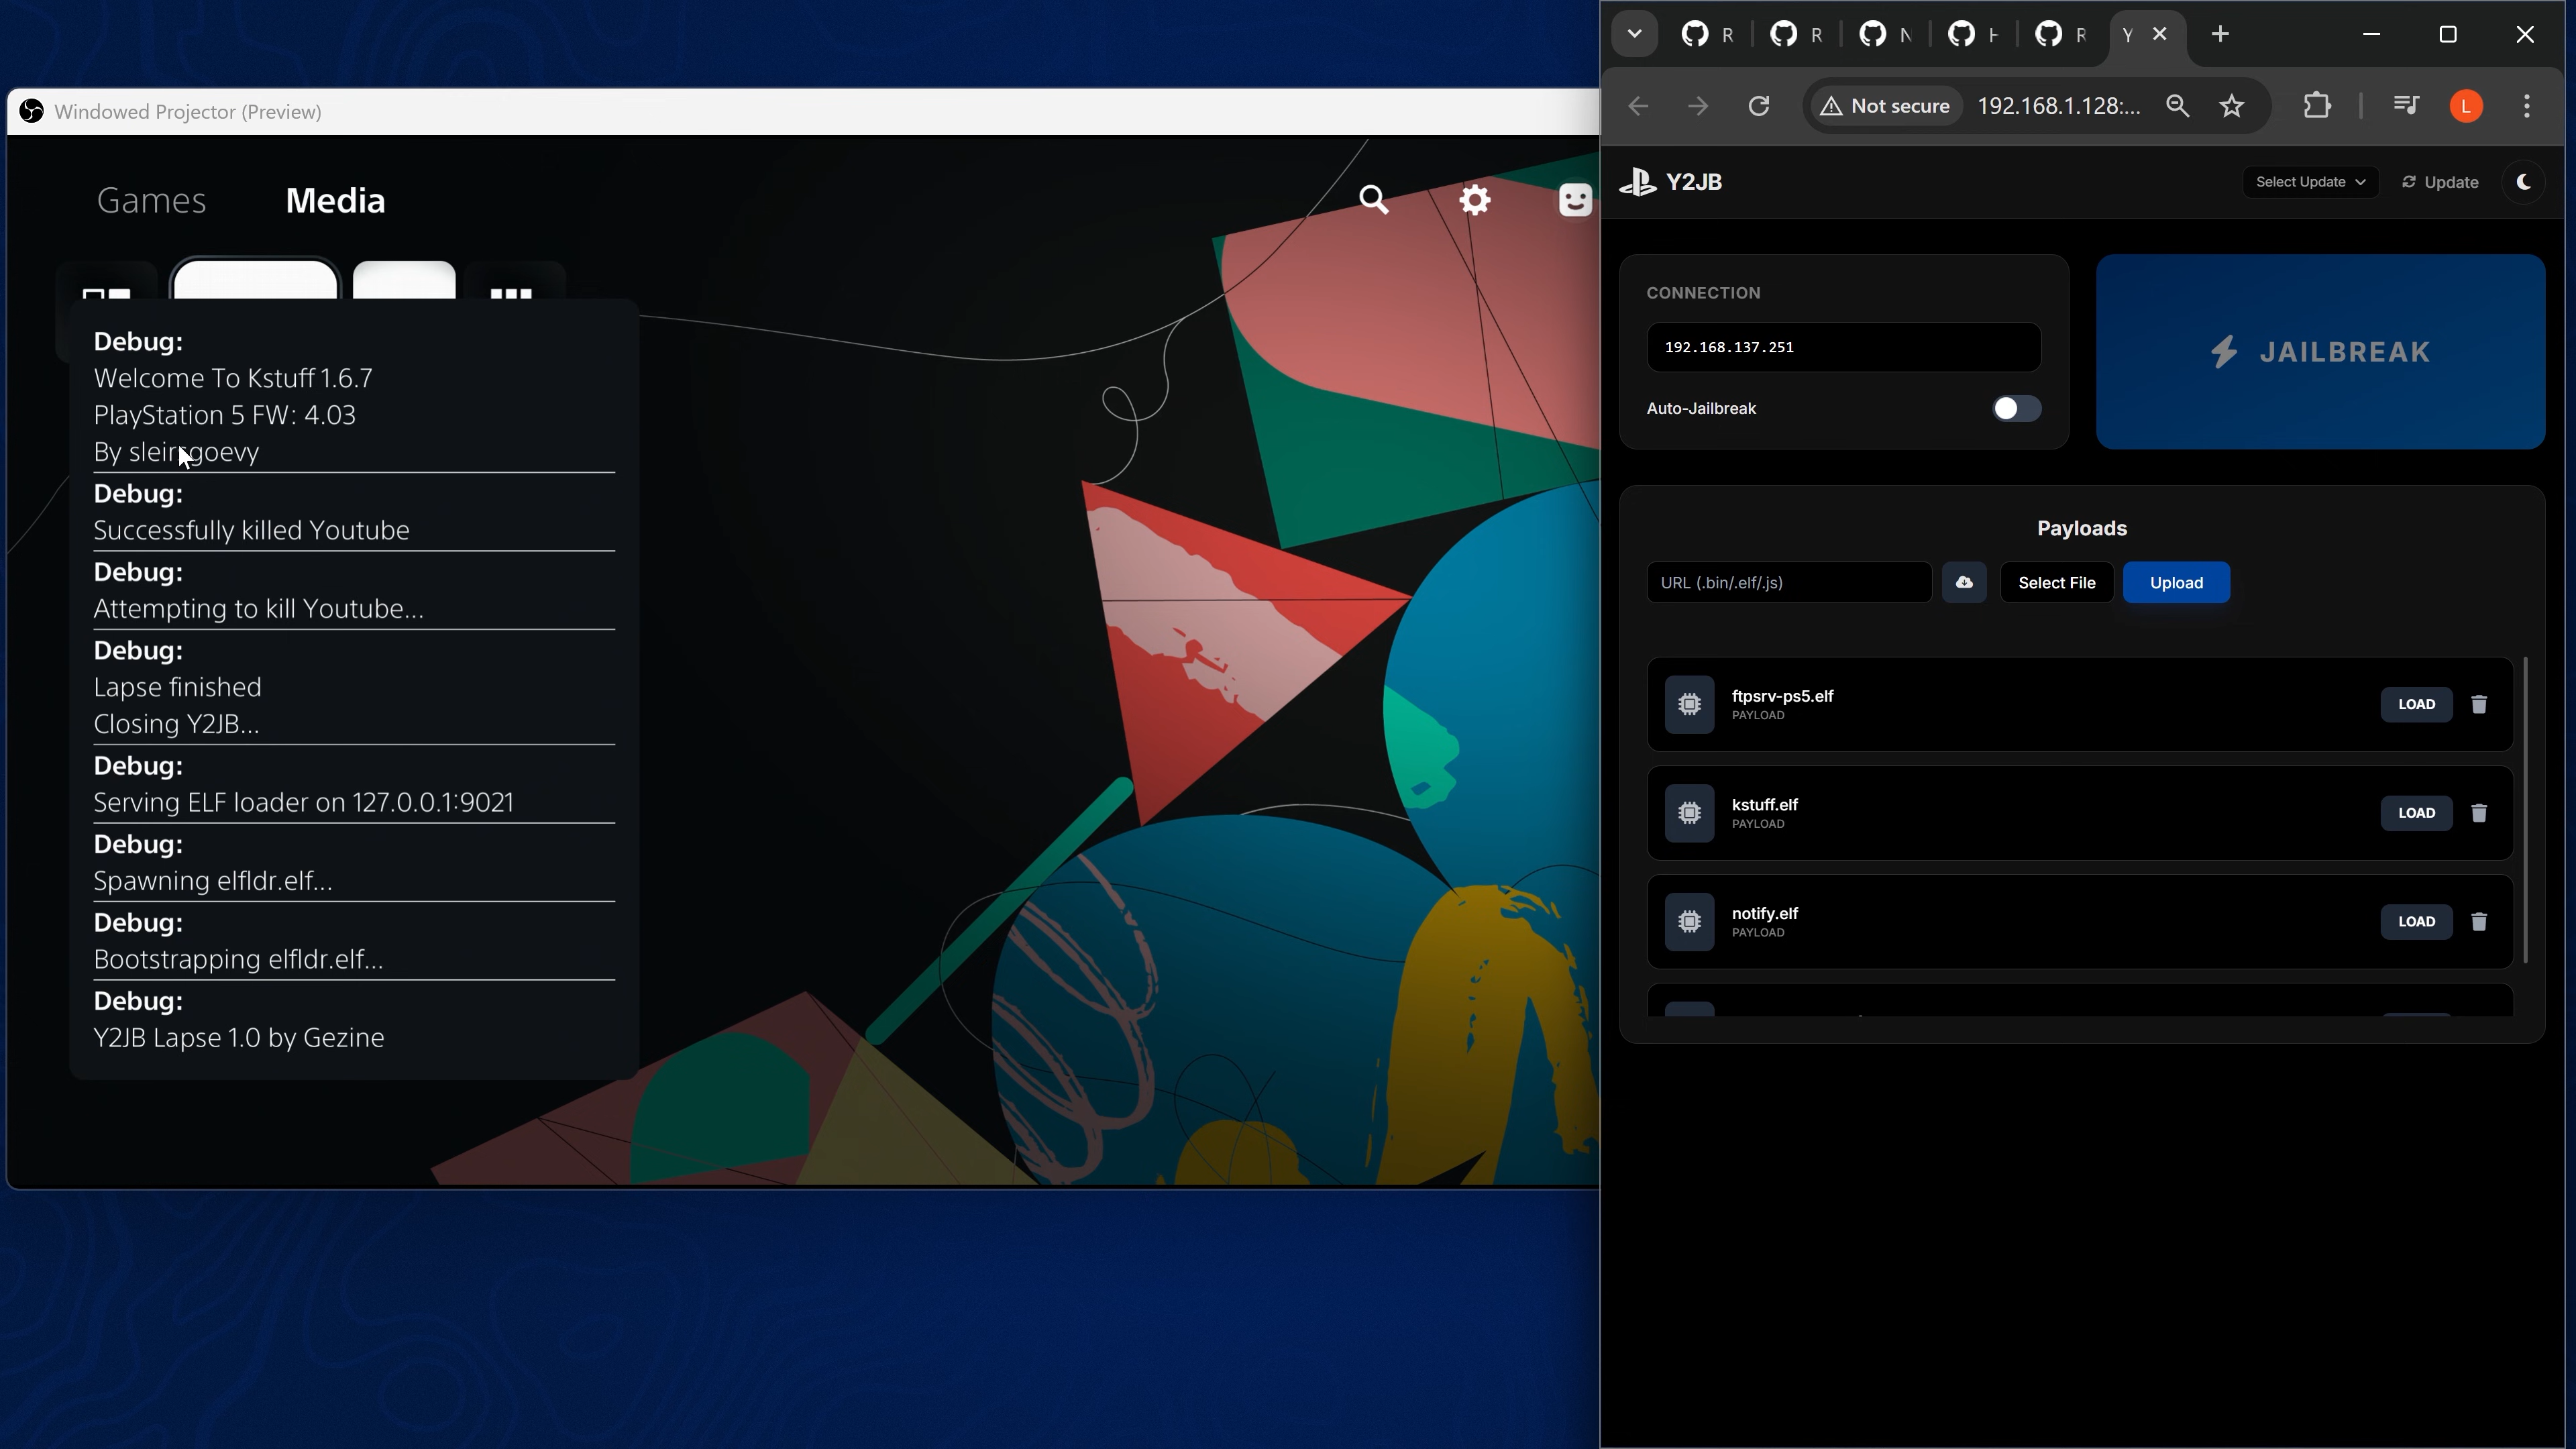 Windowed Projector (Preview)
Games
Media
Debug:
Welcome To Kstuff 1.6.7
PlayStation 5 FW: 4.03
By sleirsgoevy
Debug:
Successfully killed Youtube
Debug:
Attempting to kill Youtube...
Debug:
Lapse finished
Closing Y2JB...
Debug:
Serving ELF loader on 127.0.0.1:9021
Debug:
Spawning elfldr.elf...
Debug:
Bootstrapping elfldr.elf...
Debug:
Y2JB Lapse 1.0 by Gezine
R
R
N
R
Y
Not secure
192.168.1.128:...
L
Y2JB
Select Update
Update
CONNECTION
192.168.137.251
Auto-Jailbreak
JAILBREAK
Payloads
URL (.bin/.elf/.js)
Select File
Upload
ftpsrv-ps5.elf
PAYLOAD
LOAD
kstuff.elf
PAYLOAD
LOAD
notify.elf
PAYLOAD
LOAD